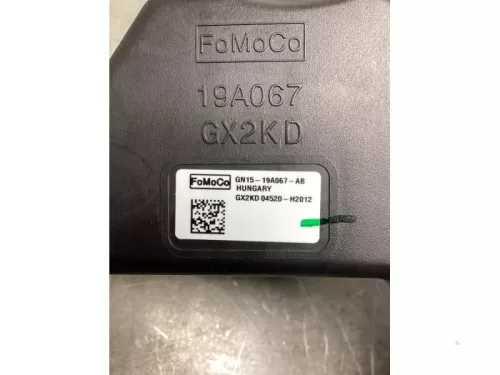 FoMoCo
19A067
GX2KD
FoMoCo
GN15-19A067-AB
HUNGARY
GX2KD 04520-H2012